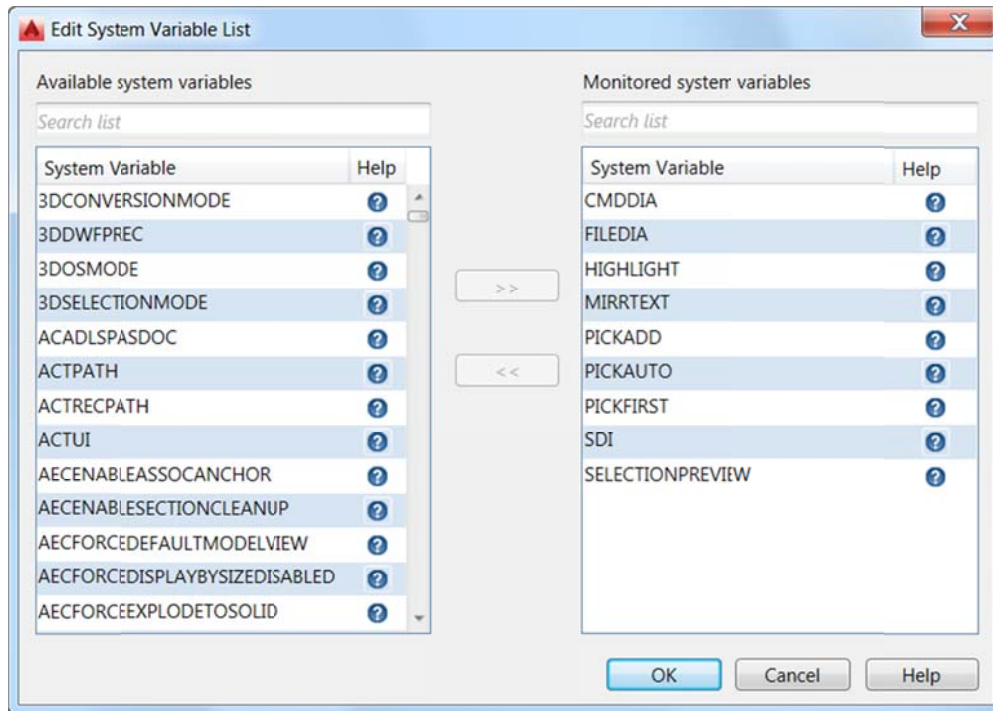 Edit System Variable List
Available system variables
Search list
System Variable Help
3DCONVERSIONMODE
3DDWFPREC
3DOSMODE
3DSELECTIONMODE
ACADLSPASDOC
ACTPATH
ACTRECPATH
ACTUI
AECENABLEASSOCANCHOR
AECENABLESECTIONCLEANUP
AECFORCEDEFAULTMODELVIEW
AECFORCEDISPLAYBYSIZEDISABLED
AECFORCEEXPLODETOSOLID
>>
<<
Monitored system variables
Search list
System Variable Help
CMDDIA
FILEDIA
HIGHLIGHT
MIRRTEXT
PICKADD
PICKAUTO
PICKFIRST
SDI
SELECTIONPREVIEW
OK Cancel Help